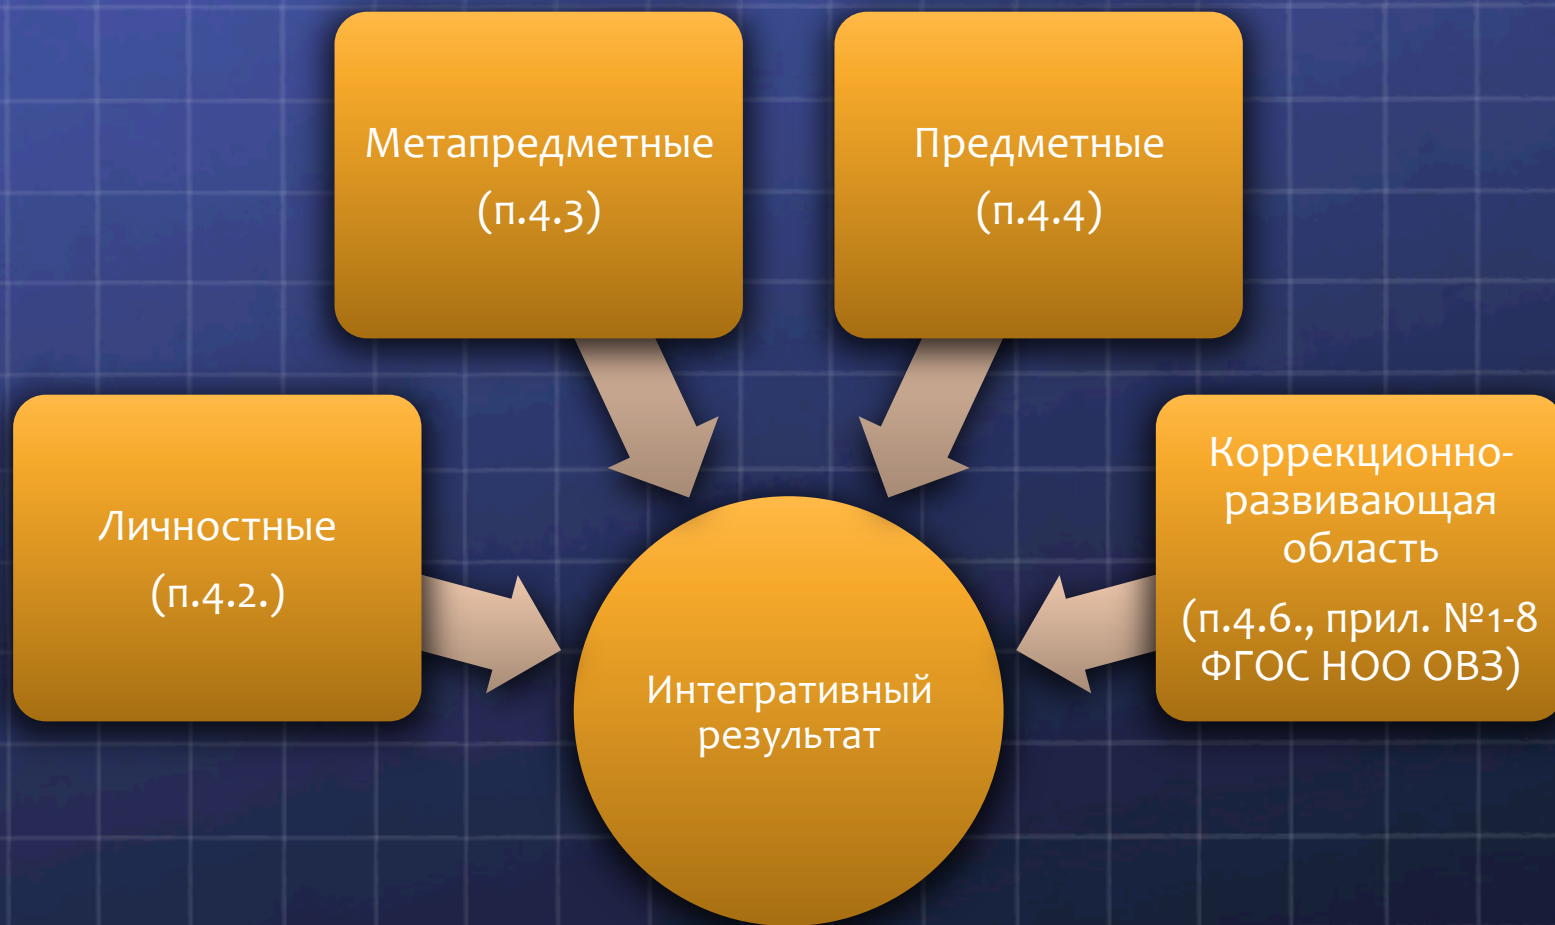 Метапредметные
(п.4.3)
Предметные
(п.4.4)
Личностные
(п.4.2.)
Коррекционно-
развивающая
область
(п.4.6., прил. №1-8
ФГОС НОО ОВЗ)
Интегративный
результат